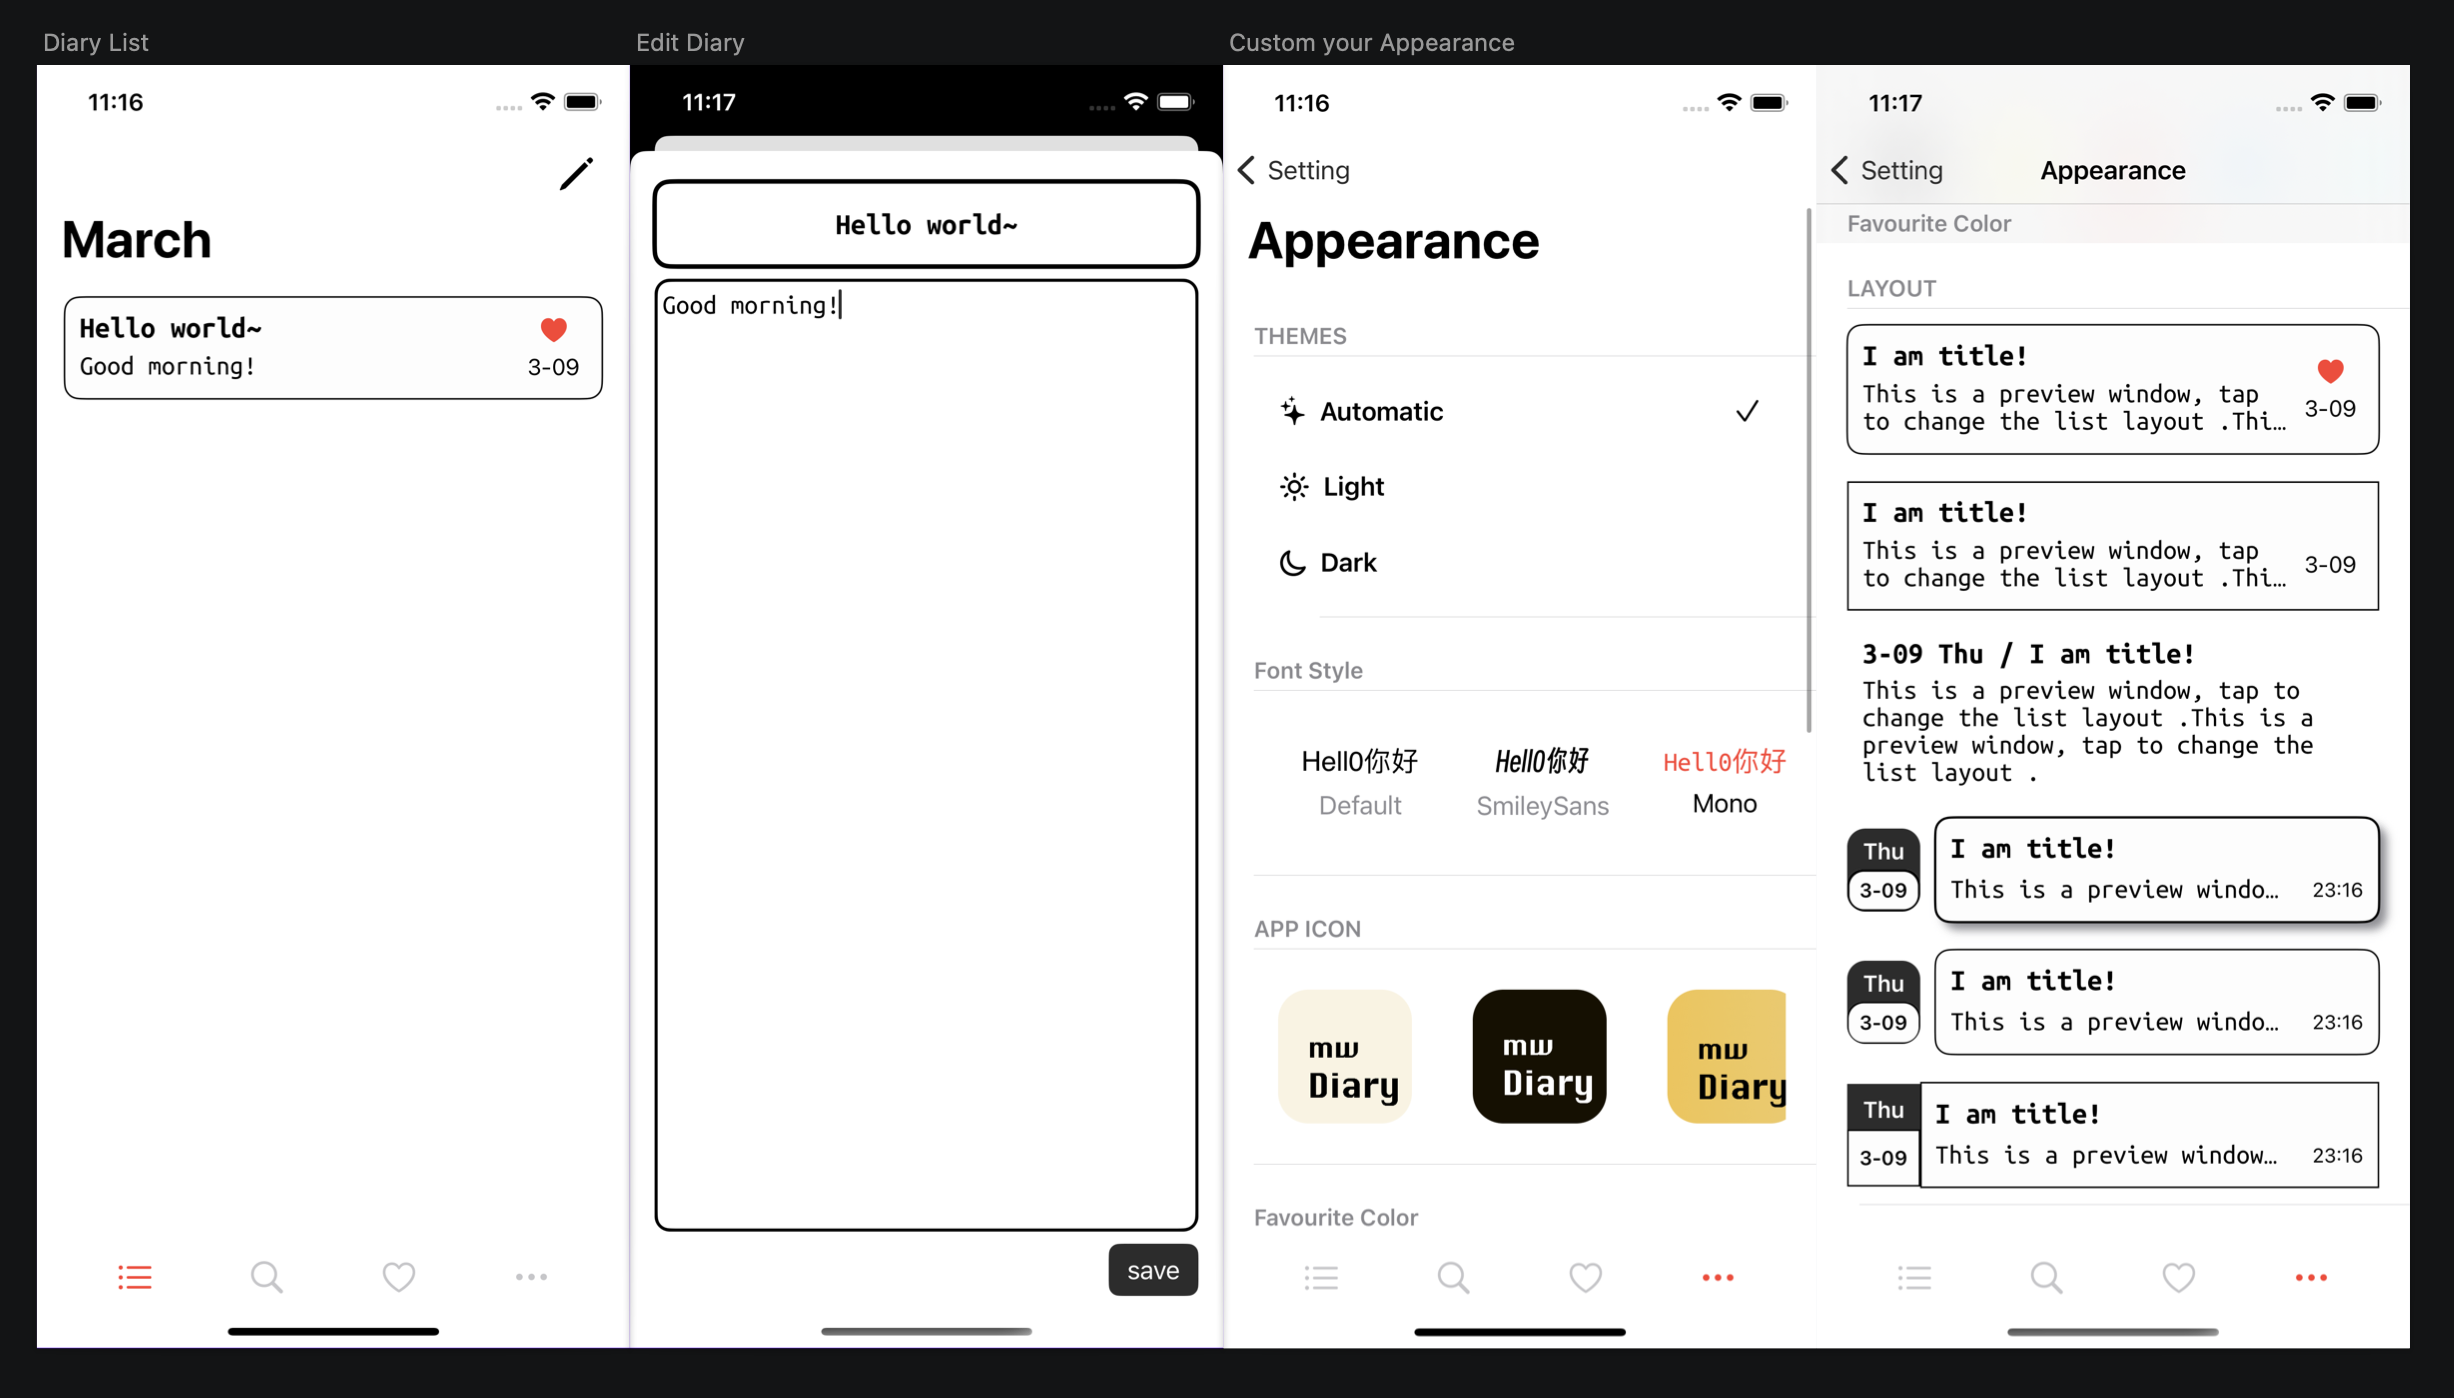 Diary List
11:16
March
Hello world~
Good morning!
3-09
Edit Diary
11:17
Hello world~
Good morning!
save
Custom your Appearance
11:16
Setting
Appearance
THEMES
Automatic
Light
Dark
Font Style
Hell0你好
Default
Hell0你好
SmileySans
Hell0你好
Mono
APP ICON
mw
Diary
mw
Diary
mw
Diary
Favourite Color
11:17
Setting
Appearance
Favourite Color
LAYOUT
I am title!
This is a preview window, tap
to change the list layout .Thi…
3-09
I am title!
This is a preview window, tap
to change the list layout .Thi…
3-09
3-09 Thu / I am title!
This is a preview window, tap to
change the list layout .This is a
preview window, tap to change the
list layout .
Thu
3-09
I am title!
This is a preview windo…
23:16
Thu
3-09
I am title!
This is a preview windo…
23:16
Thu
3-09
I am title!
This is a preview window…
23:16